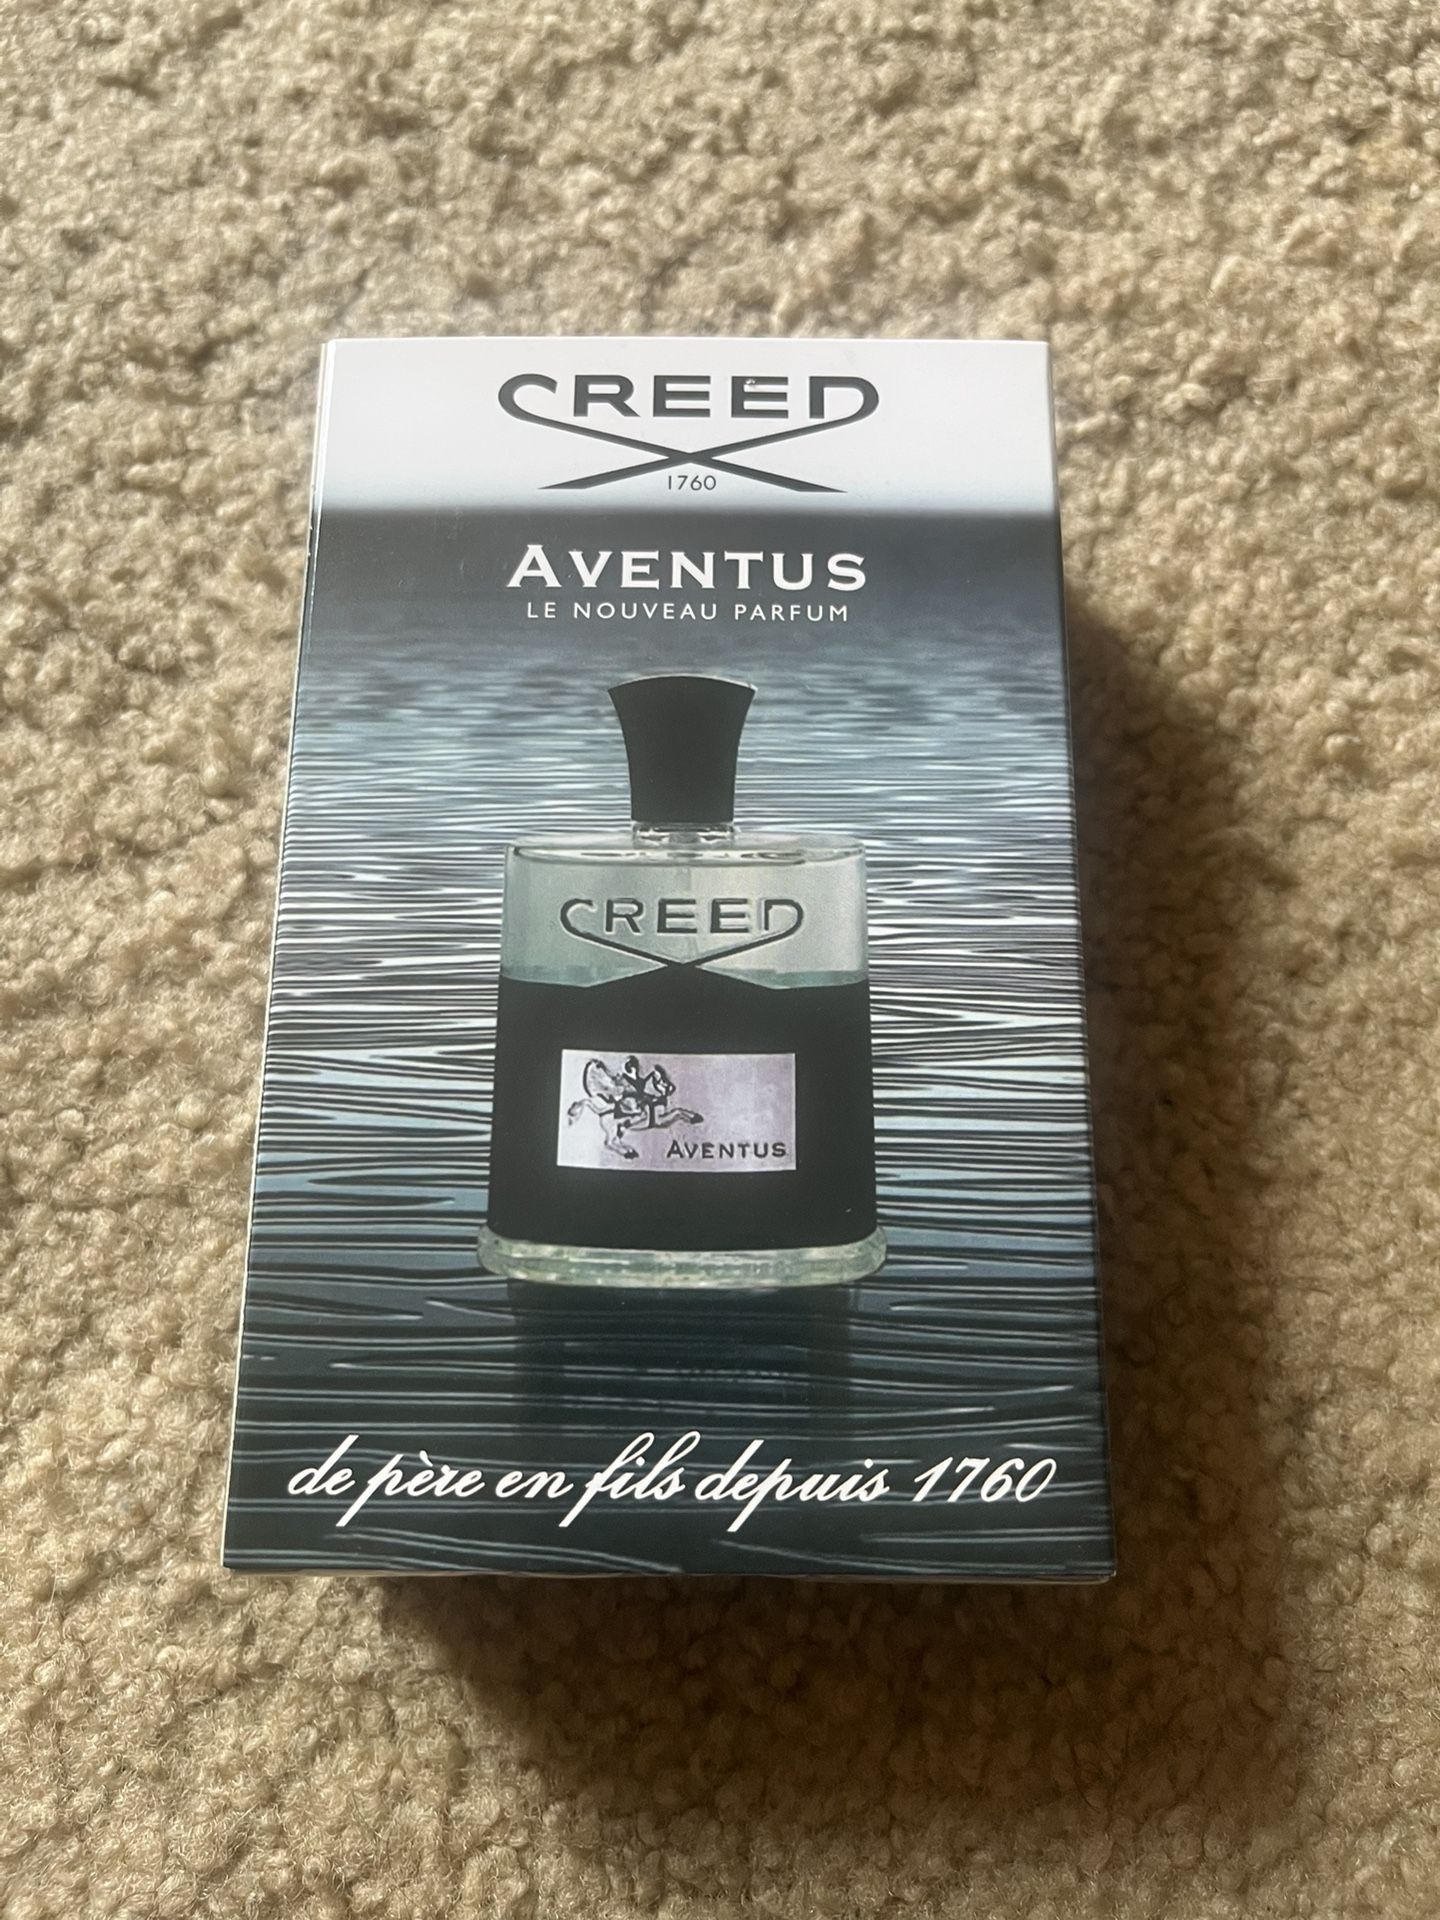 CREED
1760
AVENTUS
LE NOUVEAU PARFUM
CREED
AVENTUS
de père en fils depuis 1760